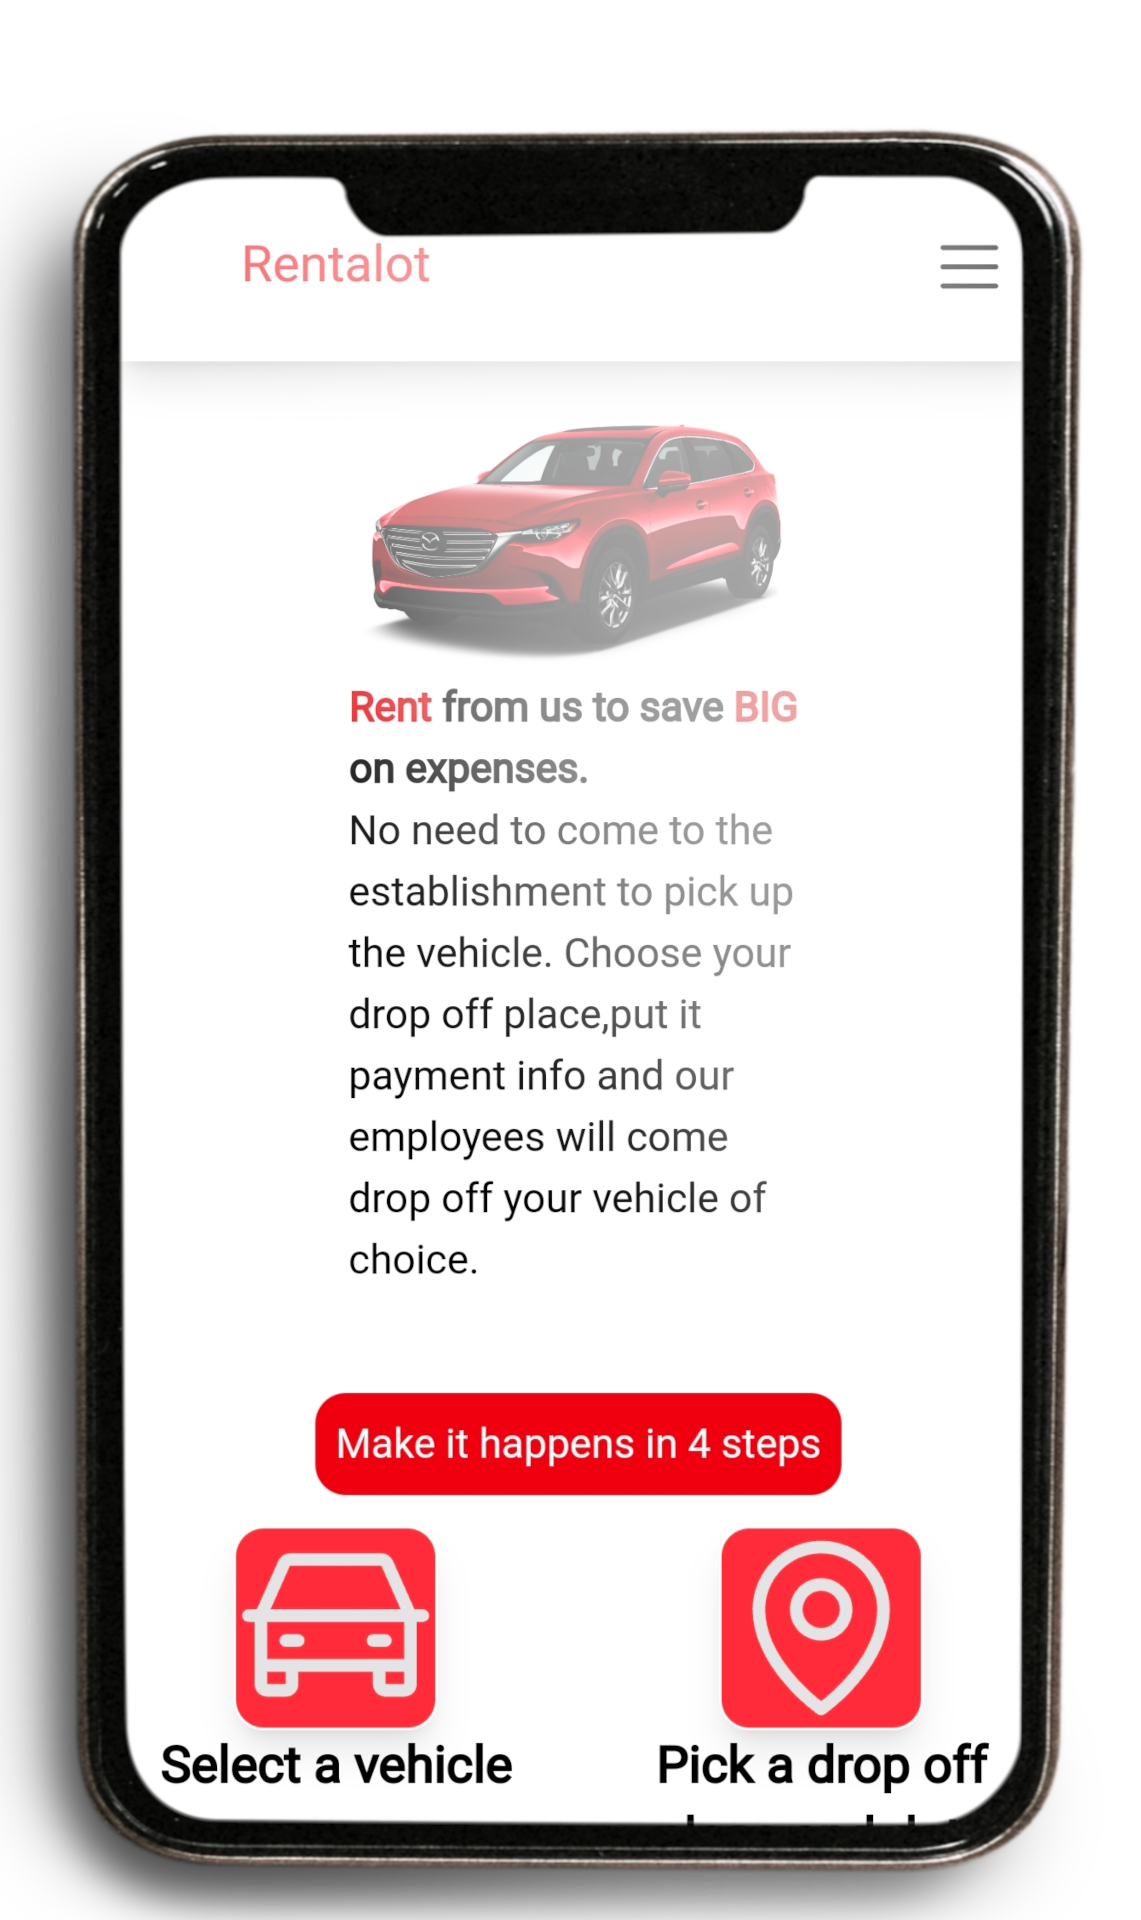 Rentalot
Rent from us to save BIG
on expenses.
No need to come to the
establishment to pick up
the vehicle. Choose your
drop off place,put it
payment info and our
employees will come
drop off your vehicle of
choice.
Make it happens in 4 steps
Select a vehicle
Pick a drop off